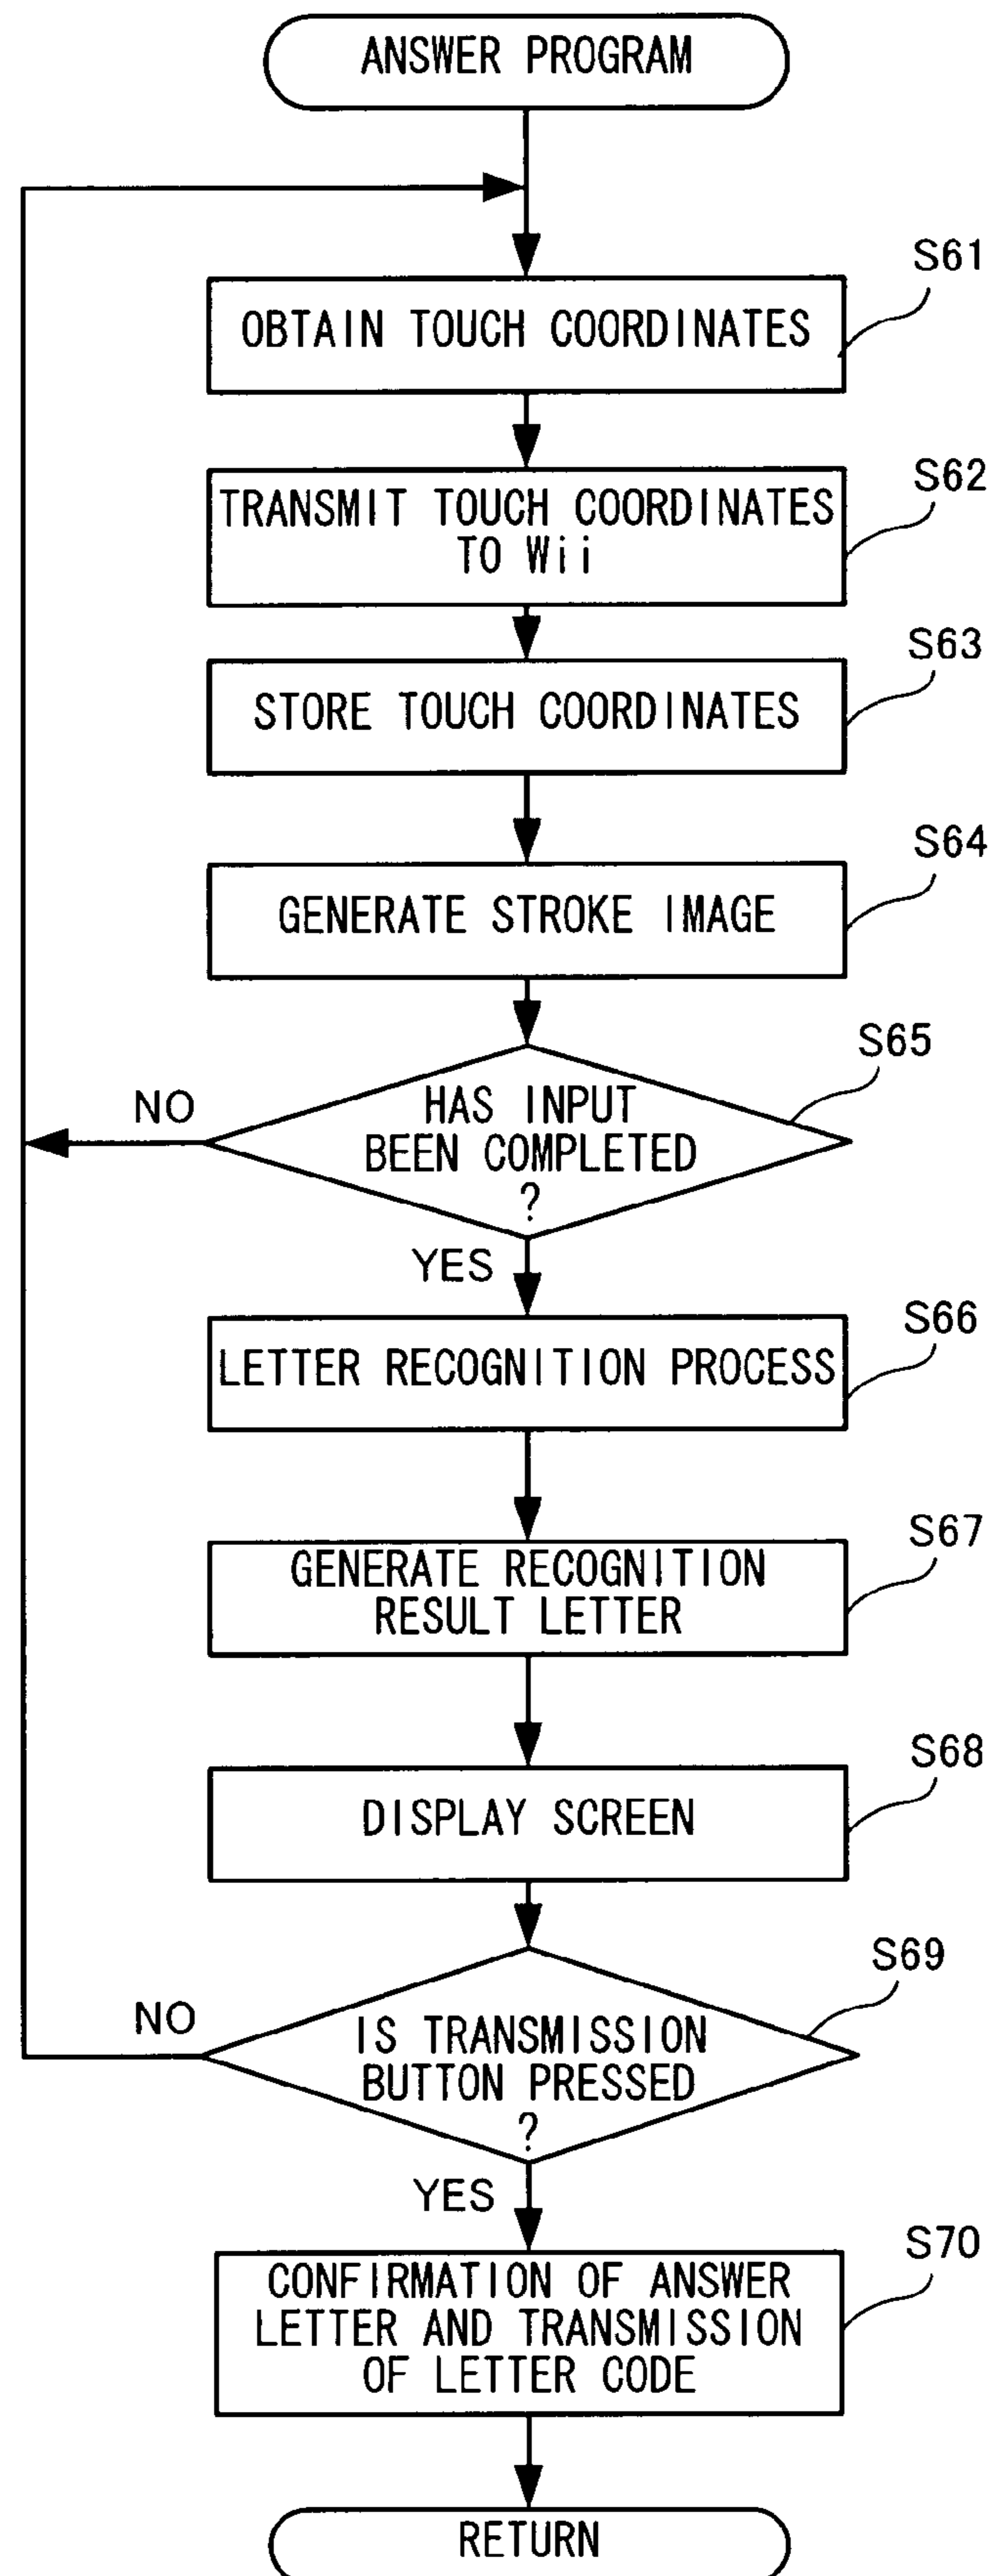 ANSWER PROGRAM
S61
OBTAIN TOUCH COORDINATES
S62
TRANSMIT TOUCH COORDINATES
TO Wii
S63
STORE TOUCH COORDINATES
S64
GENERATE STROKE IMAGE
S65
NO
HAS INPUT
BEEN COMPLETED
?
YES
S66
LETTER RECOGNITION PROCESS
S67
GENERATE RECOGNITION
RESULT LETTER
S68
DISPLAY SCREEN
S69
NO
IS TRANSMISSION
BUTTON PRESSED
?
YES
S70
CONFIRMATION OF ANSWER
LETTER AND TRANSMISSION
OF LETTER CODE
RETURN